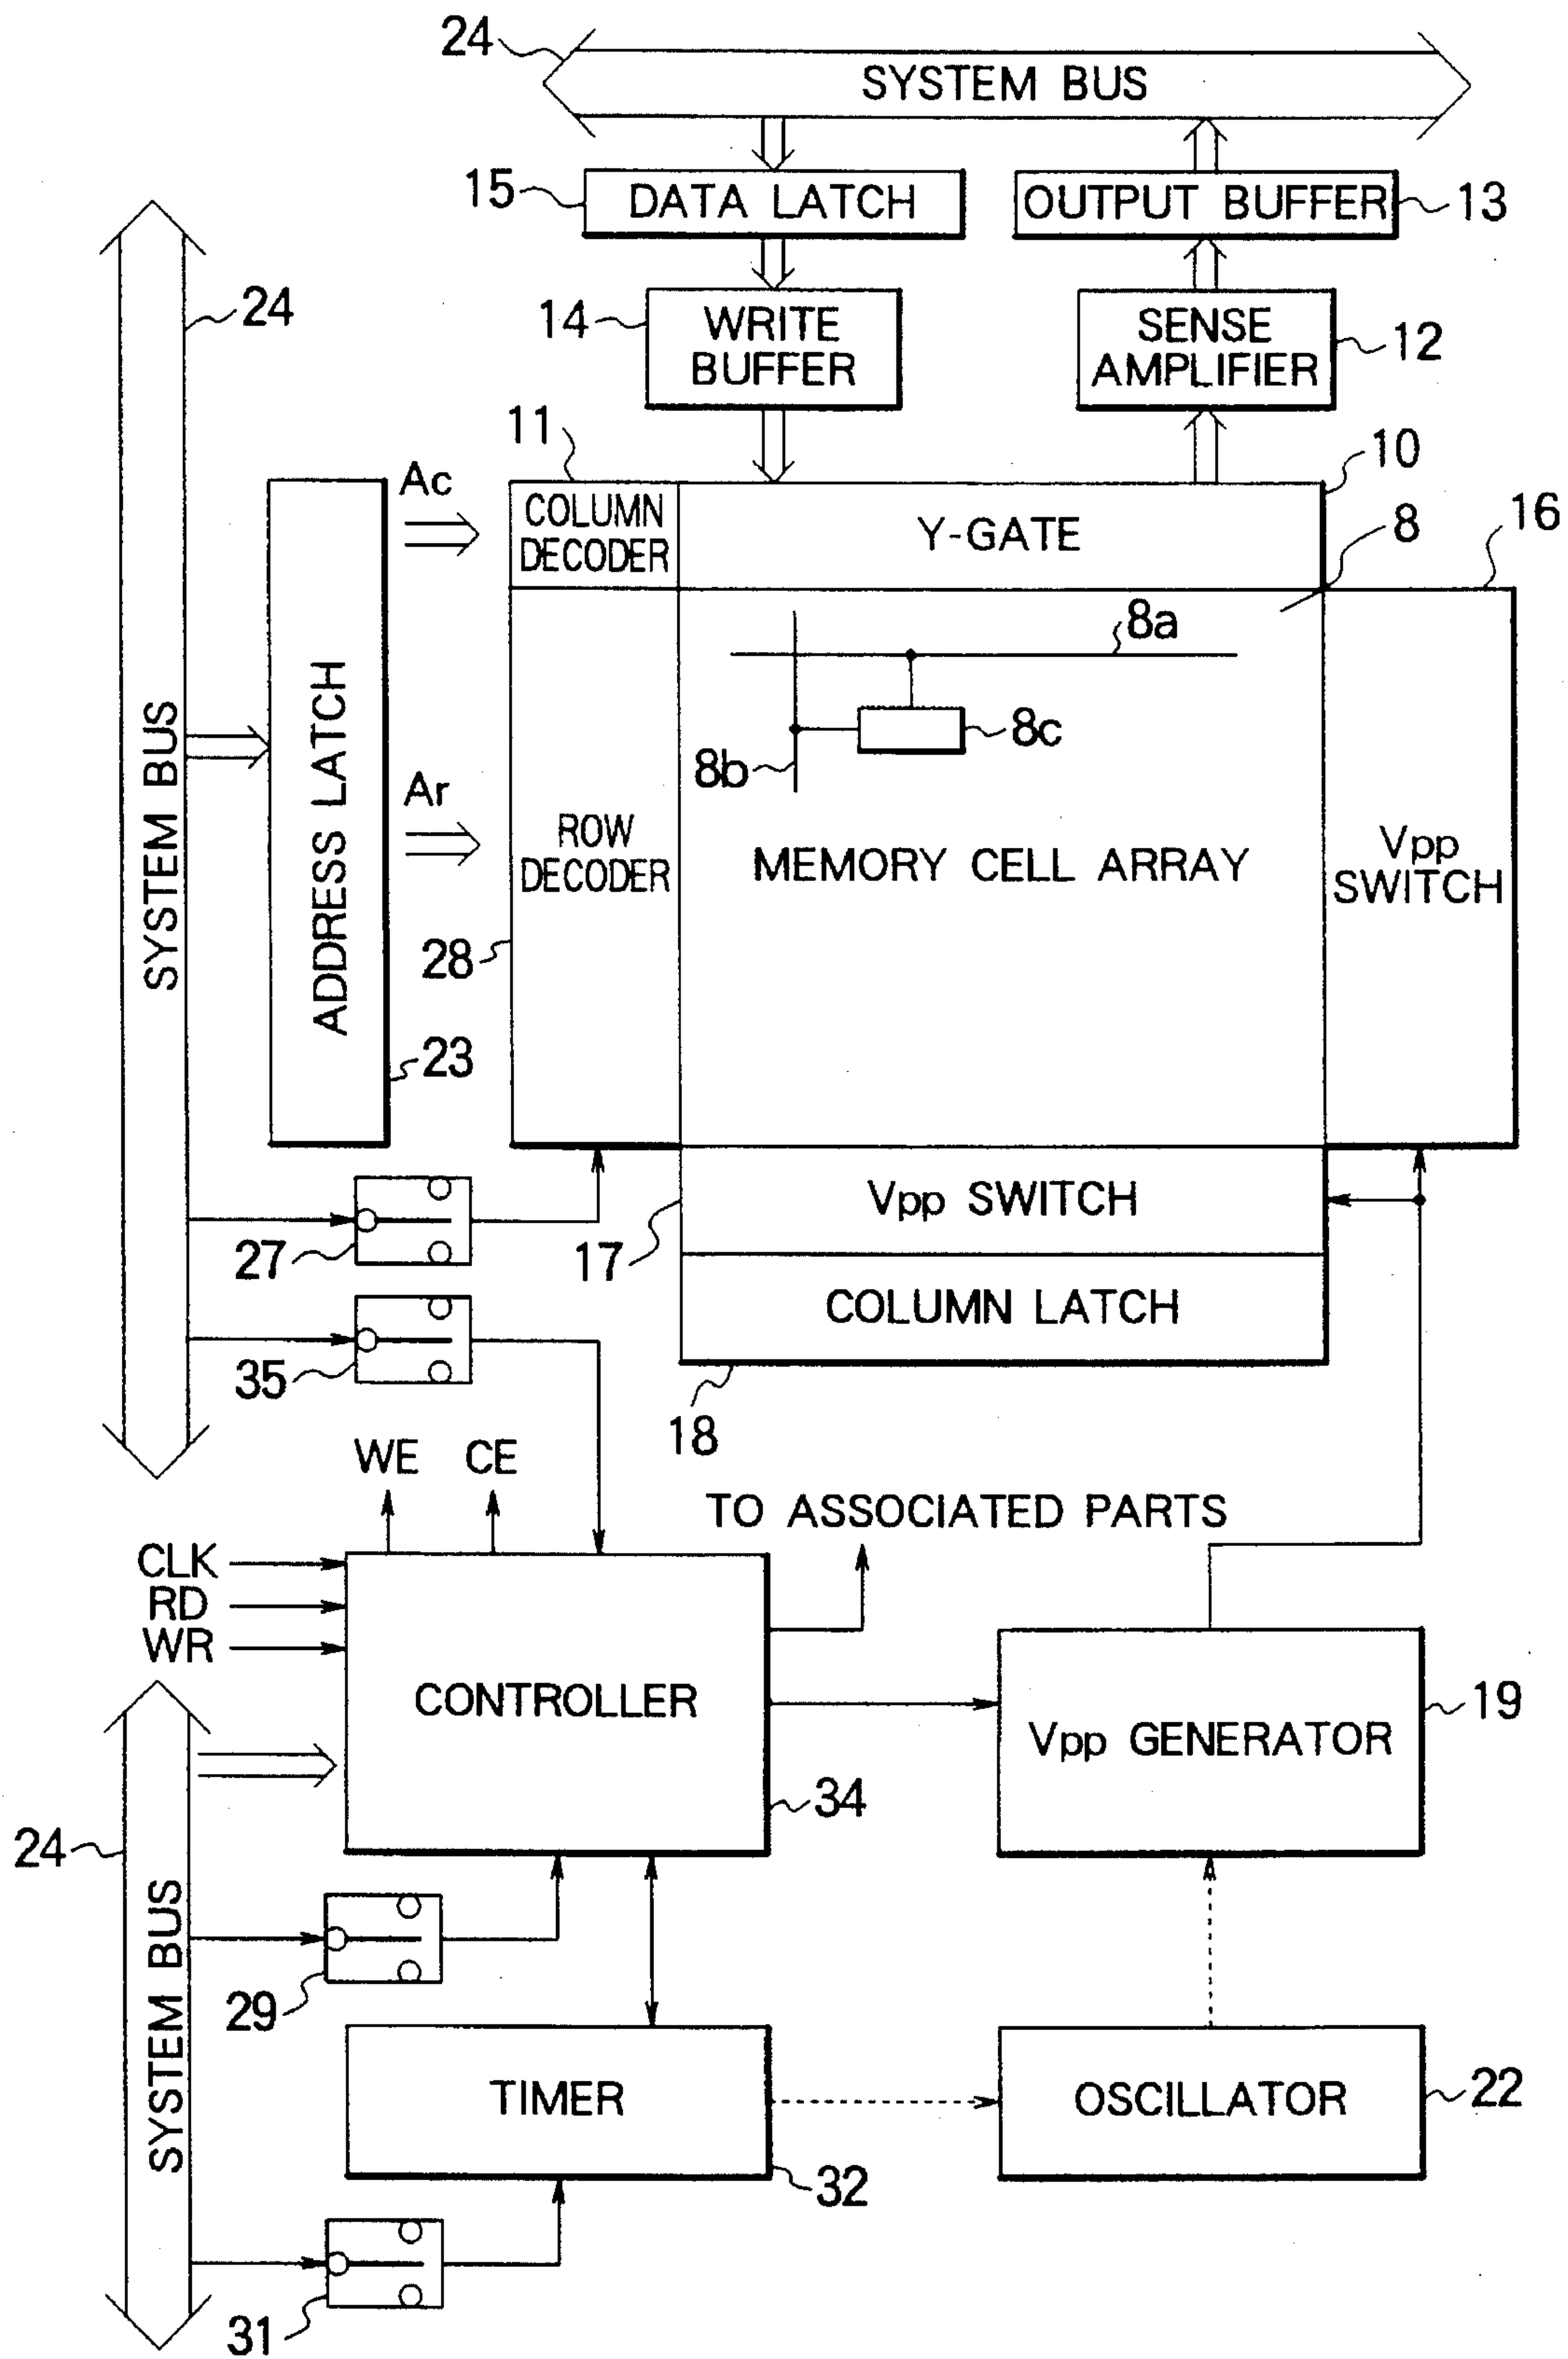 24
SYSTEM BUS
15
DATA LATCH
OUTPUT BUFFER
13
24
14
WRITE
BUFFER
SENSE
AMPLIFIER
12
11
10
Ac
COLUMN
DECODER
Y-GATE
8
16
8a
8c
8b
SYSTEM BUS
ADDRESS LATCH
Ar
ROW
DECODER
MEMORY CELL ARRAY
Vpp
SWITCH
28
23
27
17
Vpp SWITCH
35
COLUMN LATCH
18
WE
CE
TO ASSOCIATED PARTS
CLK
RD
WR
CONTROLLER
34
Vpp GENERATOR
19
24
SYSTEM BUS
29
TIMER
32
OSCILLATOR
22
31